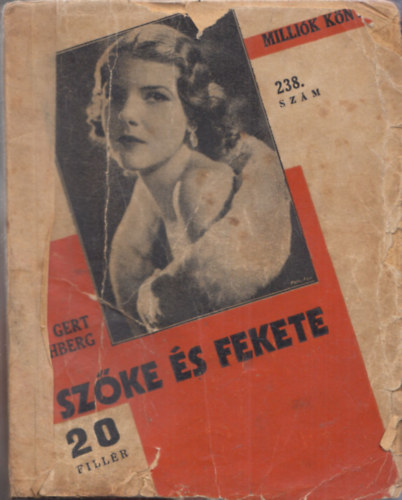 MILLIÓK KÖN
238.
SZÁM
GERT
HBERG
SZŐKE ÉS FEKETE
20
FILLÉR